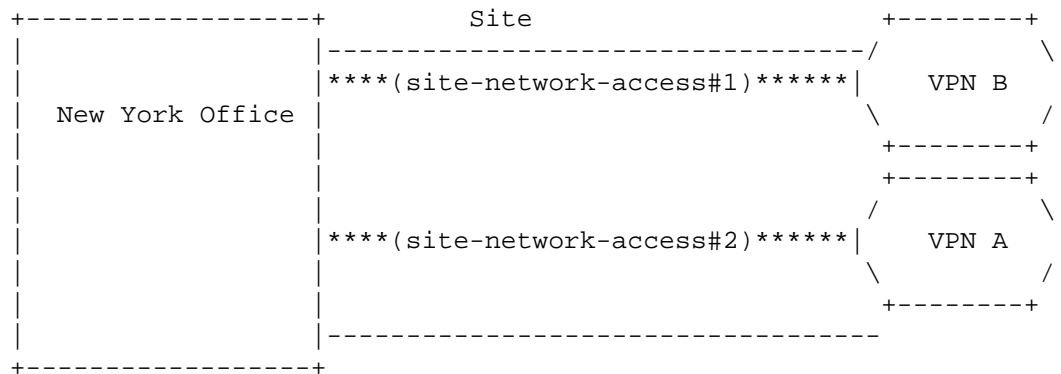 Site
****(site-network-access#1)****** VPN B
New York Office
****(site-network-access#2)****** VPN A